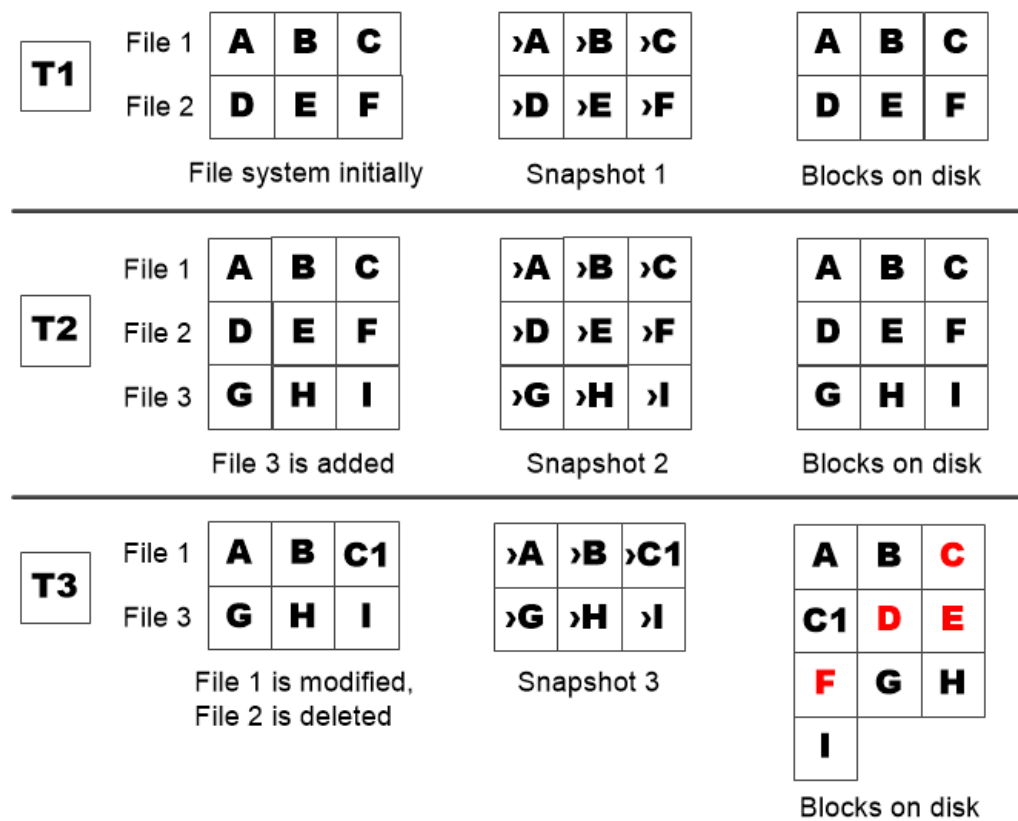 T1
File 1 A B C ›A ›B ›C A B C
File 2 D E F ›D ›E ›F D E F
File system initially Snapshot 1 Blocks on disk
T2
File 1 A B C ›A ›B ›C A B C
File 2 D E F ›D ›E ›F D E F
File 3 G H I ›G ›H ›I G H I
File 3 is added Snapshot 2 Blocks on disk
T3
File 1 A B C1 ›A ›B ›C1 A B C
File 3 G H I ›G ›H ›I C1 D E
File 1 is modified, Snapshot 3 F G H
File 2 is deleted
I
Blocks on disk